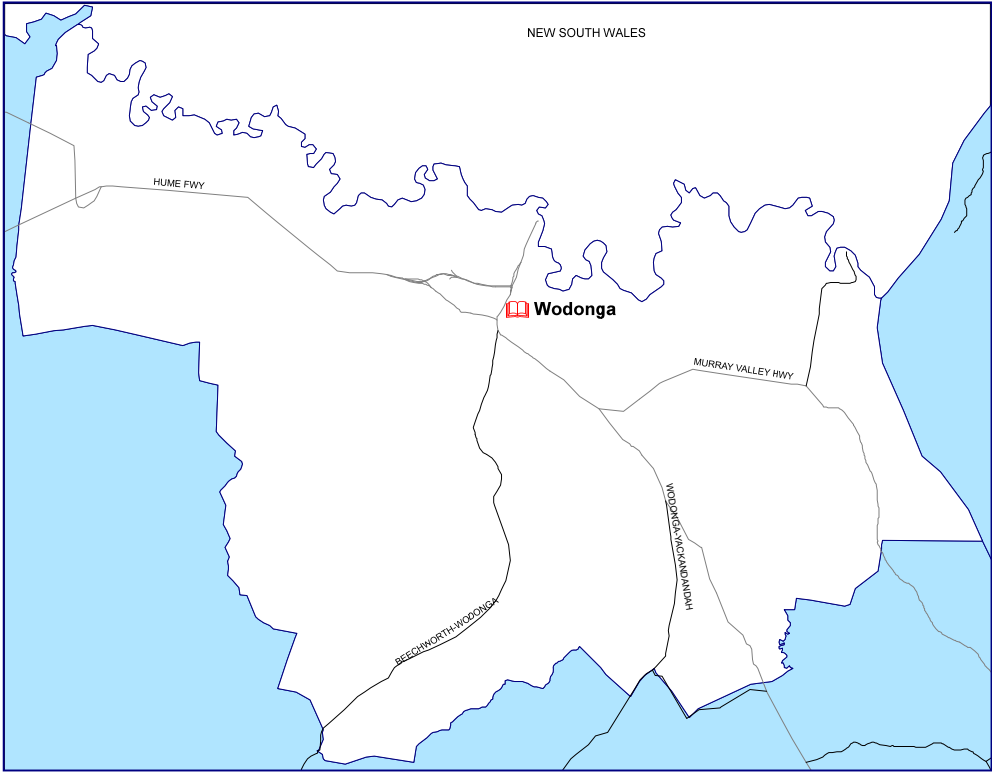 NEW SOUTH WALES
HUME FWY
Wodonga
MURRAY VALLEY HWY
WODONGA-YACKANDANDAH
BEECHWORTH-WODONGA